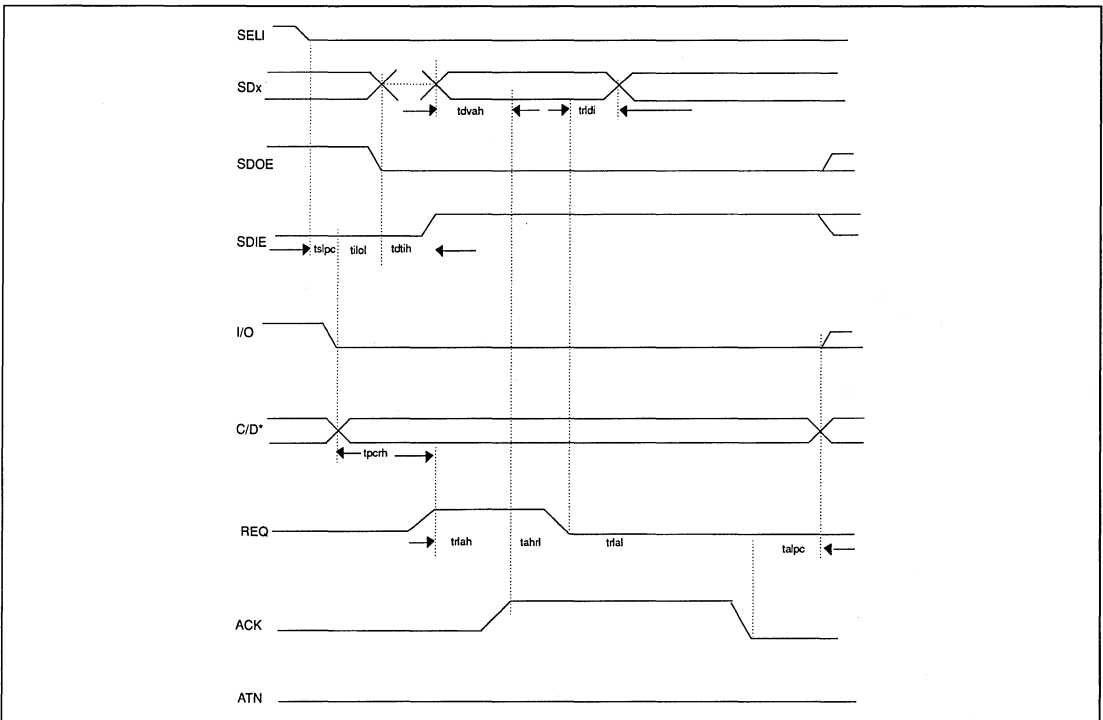 SELI
SDx
tdvah trldi
SDOE
SDIE
tslpc tilol tdtih
I/O
C/D*
tpcrh
REQ
trlah tahrl trlal talpc
ACK
ATN